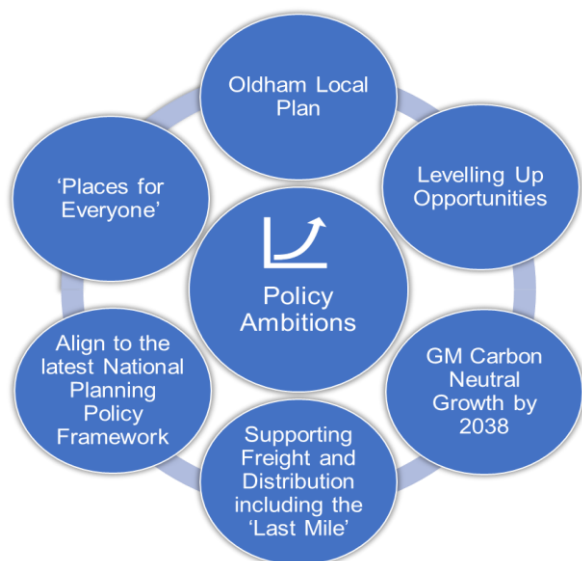 Oldham Local
Plan
Levelling Up
Opportunities
GM Carbon
Neutral
Growth by
2038
Supporting
Freight and
Distribution
including the
‘Last Mile’
Align to the
latest National
Planning
Policy
Framework
‘Places for
Everyone’
Policy
Ambitions